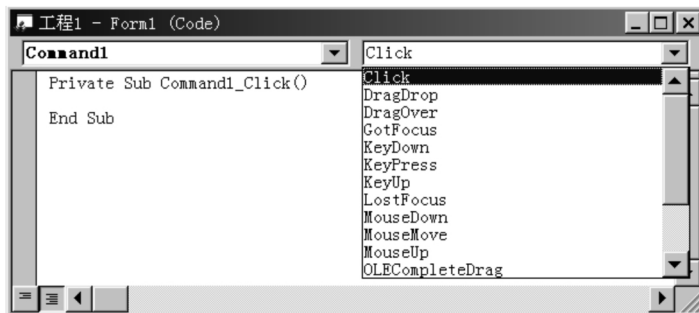 工程1 - Form1 (Code)
Command1 Click
Private Sub Command1_Click()
End Sub
Click
DragDrop
DragOver
GotFocus
KeyDown
KeyPress
KeyUp
LostFocus
MouseDown
MouseMove
MouseUp
OLECompleteDrag